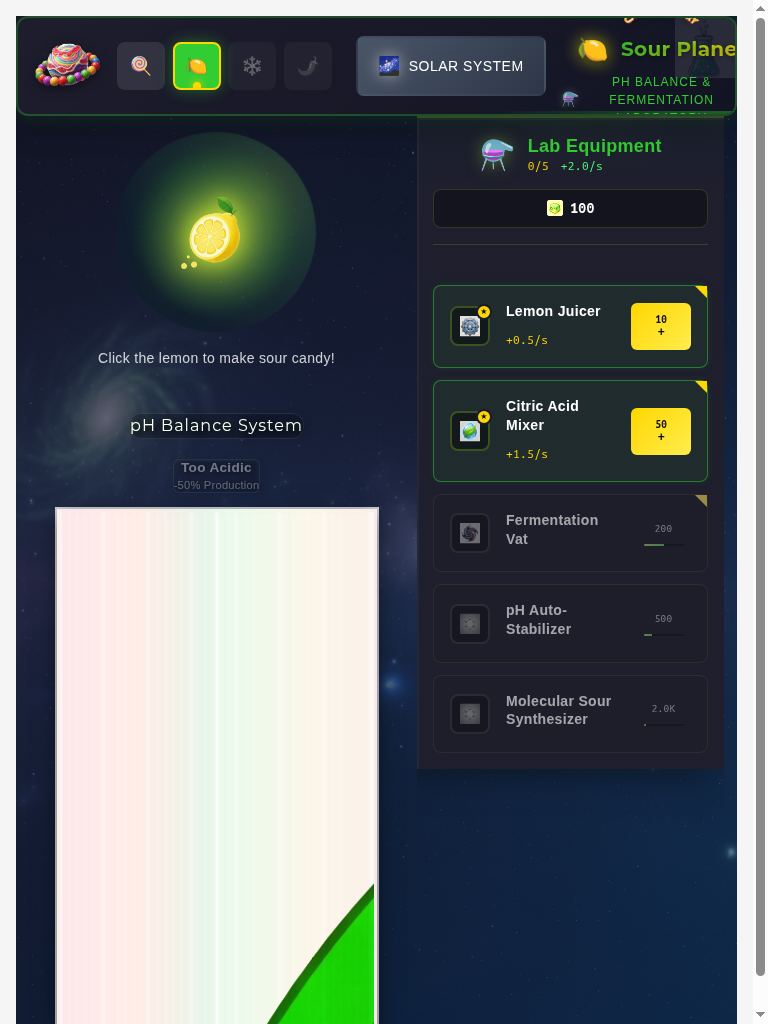 SOLAR SYSTEM
Sour Plane
PH BALANCE &
FERMENTATION
Click the lemon to make sour candy!
pH Balance System
Too Acidic
-50% Production
Lab Equipment
0/5 +2.0/s
100
Lemon Juicer
+0.5/s
10
+
Citric Acid
Mixer
+1.5/s
50
+
Fermentation
Vat
200
pH Auto-
Stabilizer
500
Molecular Sour
Synthesizer
2.0K